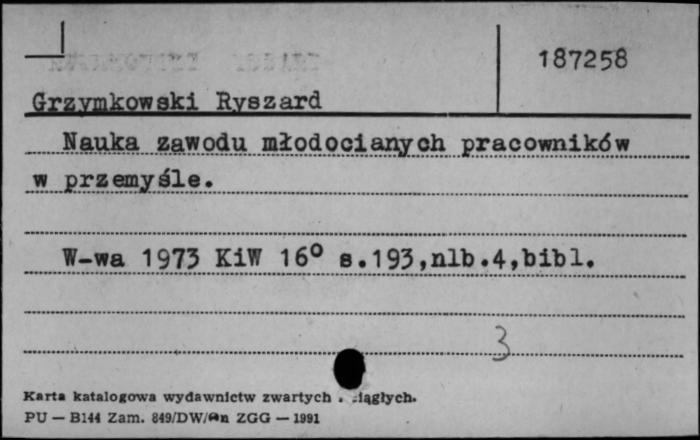 187258
Grzymkowski Ryszard
Nauka zawodu młodocianych pracowników
w przemyśle.
W-wa 1973 KiW 16° s.193,nlb.4,bibl.
3
Karta katalogowa wydawnictw zwartych . ciągłych.
PU — B144 Zam. 849/DW/ ZGG — 1991